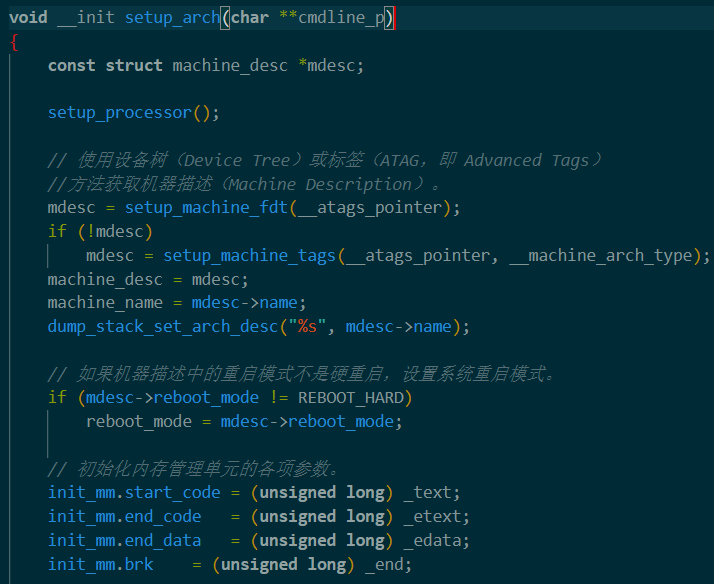 void __init setup_arch(char **cmdline_p)
{
const struct machine_desc *mdesc;
setup_processor();
// 使用设备树（Device Tree）或标签（ATAG，即 Advanced Tags）
//方法获取机器描述（Machine Description）。
mdesc = setup_machine_fdt(__atags_pointer);
if (!mdesc)
mdesc = setup_machine_tags(__atags_pointer, __machine_arch_type);
machine_desc = mdesc;
machine_name = mdesc->name;
dump_stack_set_arch_desc("%s", mdesc->name);
// 如果机器描述中的重启模式不是硬重启，设置系统重启模式。
if (mdesc->reboot_mode != REBOOT_HARD)
reboot_mode = mdesc->reboot_mode;
// 初始化内存管理单元的各项参数。
init_mm.start_code = (unsigned long) _text;
init_mm.end_code   = (unsigned long) _etext;
init_mm.end_data   = (unsigned long) _edata;
init_mm.brk    = (unsigned long) _end;